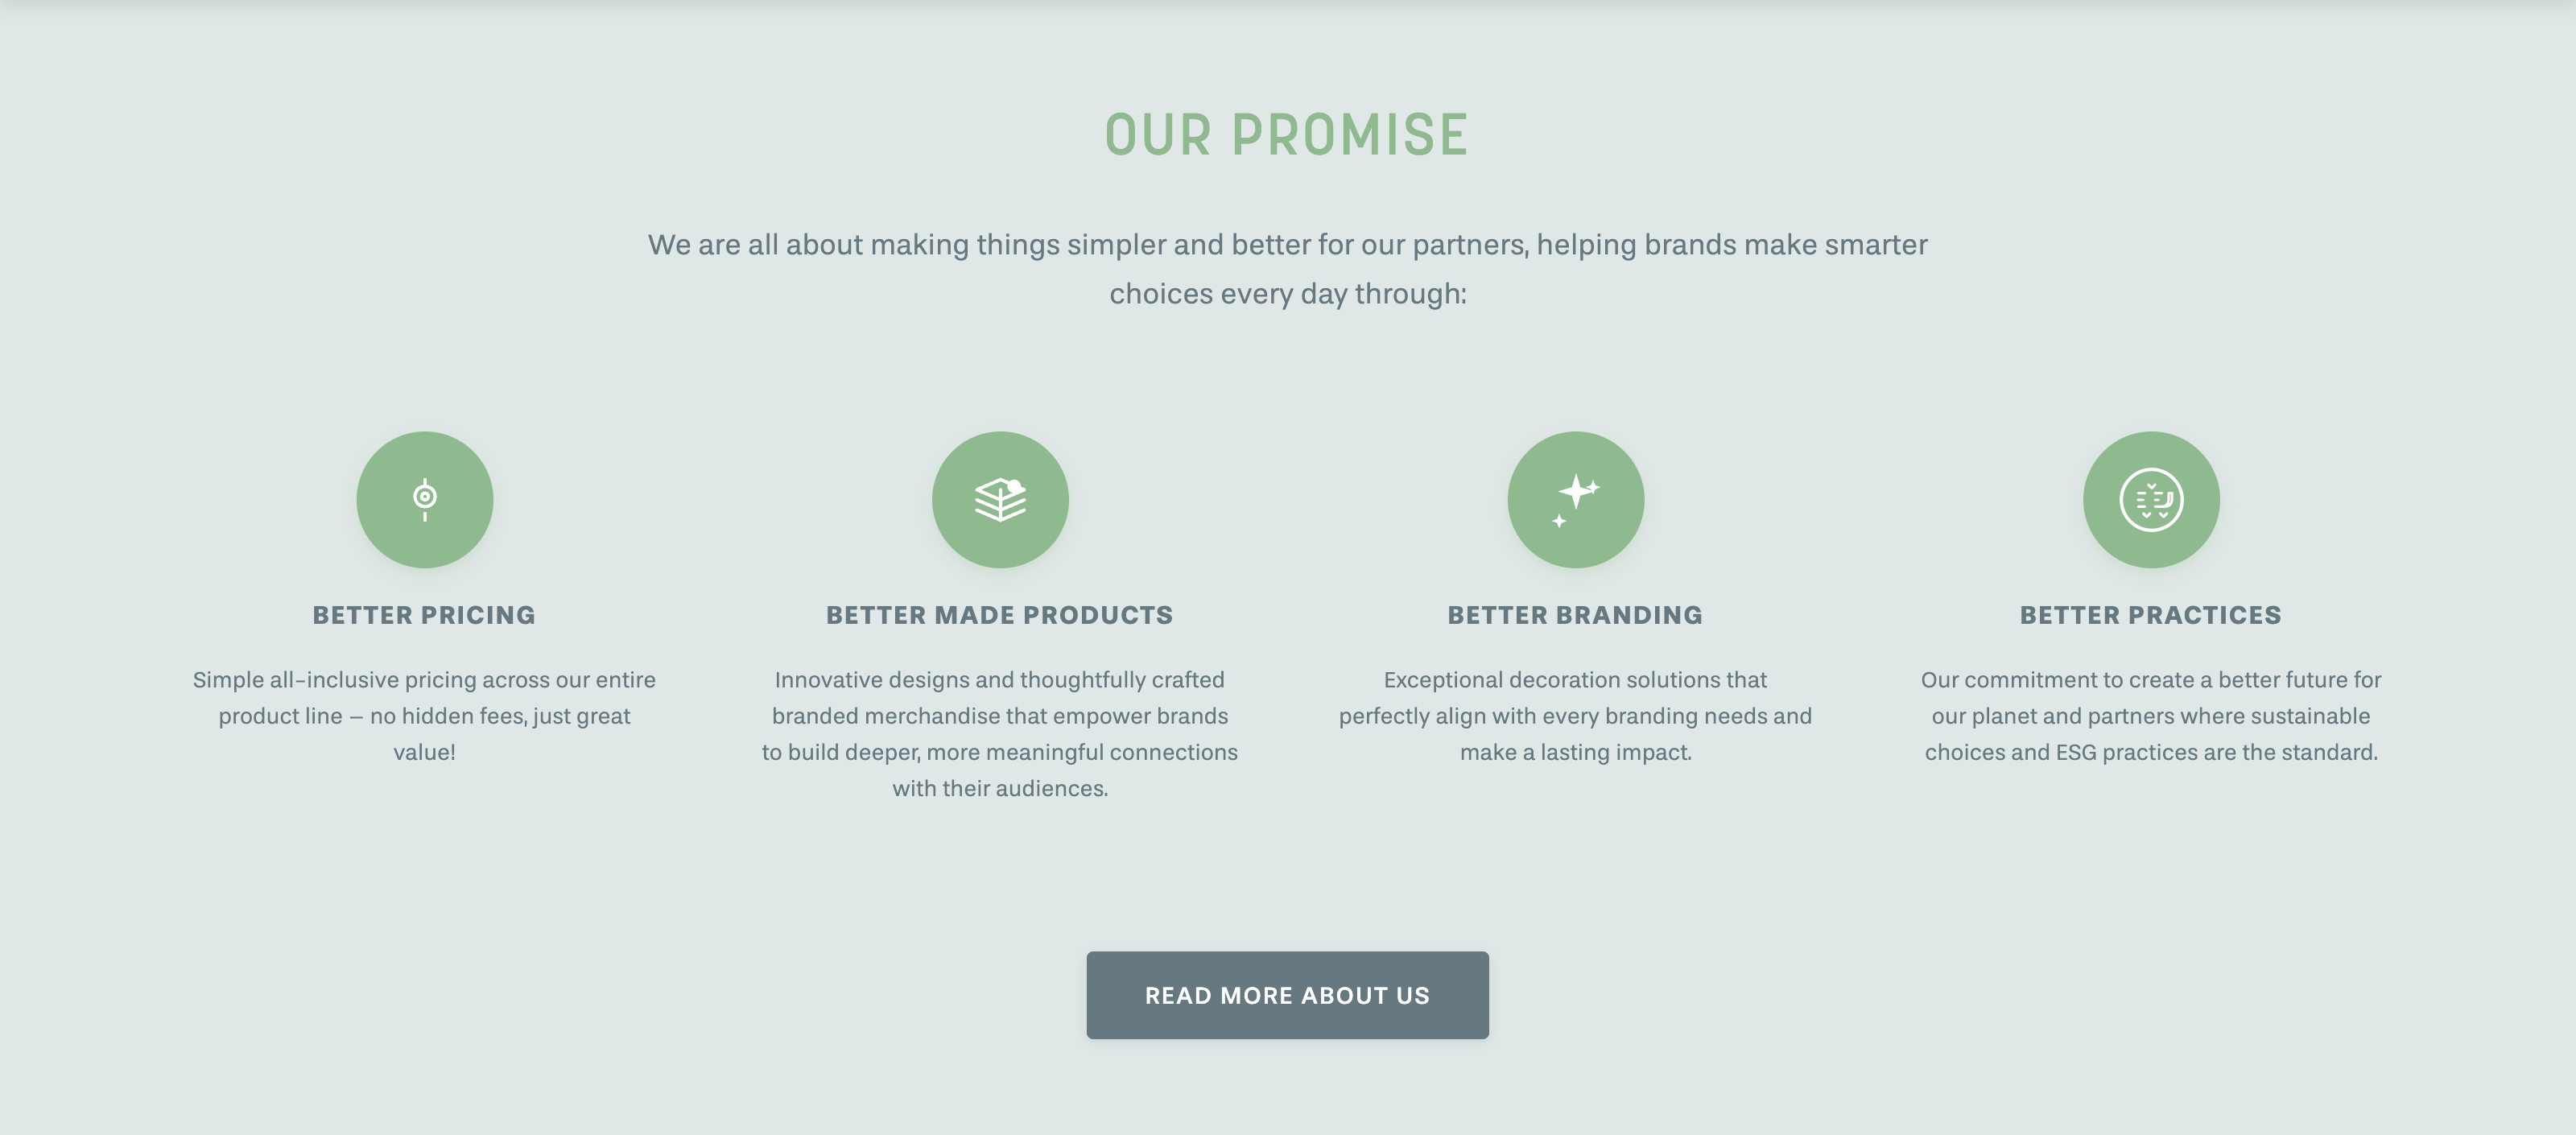 OUR PROMISE
We are all about making things simpler and better for our partners, helping brands make smarter
choices every day through:
BETTER PRICING
Simple all-inclusive pricing across our entire
product line – no hidden fees, just great
value!
BETTER MADE PRODUCTS
Innovative designs and thoughtfully crafted
branded merchandise that empower brands
to build deeper, more meaningful connections
with their audiences.
BETTER BRANDING
Exceptional decoration solutions that
perfectly align with every branding needs and
make a lasting impact.
BETTER PRACTICES
Our commitment to create a better future for
our planet and partners where sustainable
choices and ESG practices are the standard.
READ MORE ABOUT US